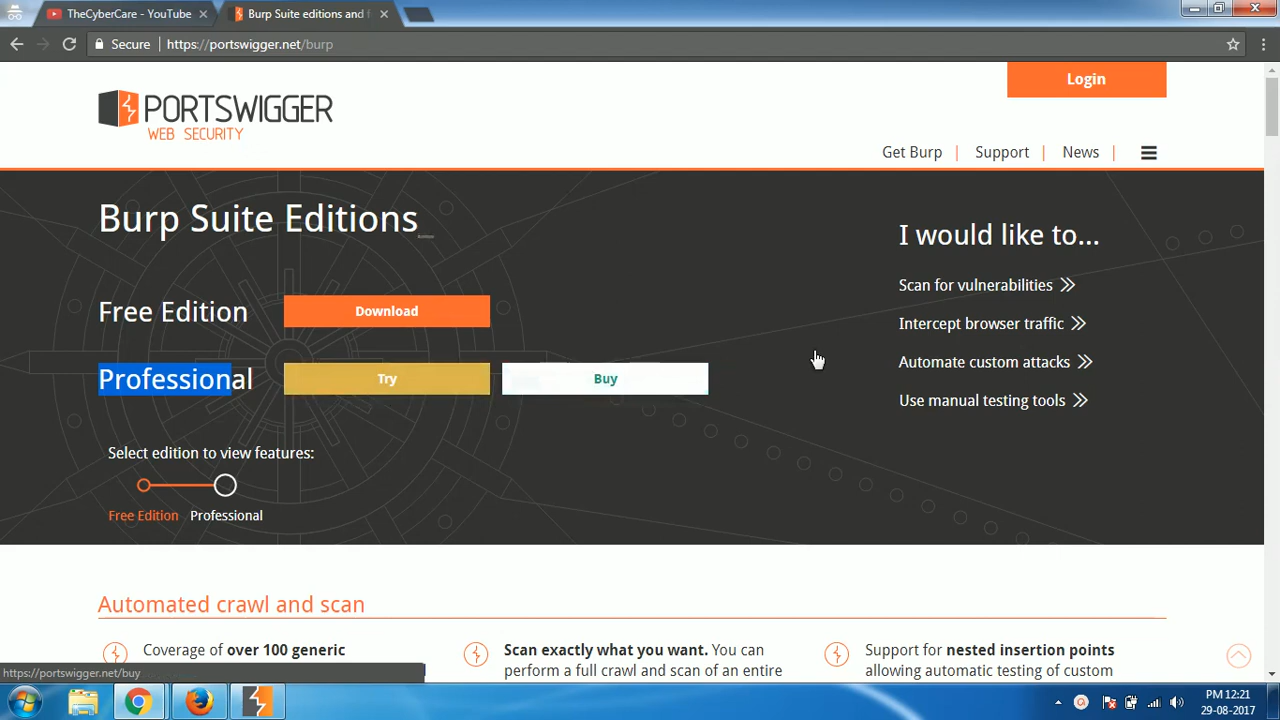 TheCyberCare - YouTube
Burp Suite editions and f
Secure
https://portswigger.net/burp
Login
PORTSWIGGER
WEB SECURITY
Get Burp | Support | News |
Burp Suite Editions_
I would like to...
Scan for vulnerabilities
Free Edition
Download
Intercept browser traffic
Automate custom attacks
Professional
Try
Buy
Use manual testing tools
Select edition to view features:
Free Edition
Professional
Automated crawl and scan
Coverage of over 100 generic
Scan exactly what you want. You can
perform a full crawl and scan of an entire
Support for nested insertion points
allowing automatic testing of custom
https://portswigger.net/buy
PM 12:21
29-08-2017